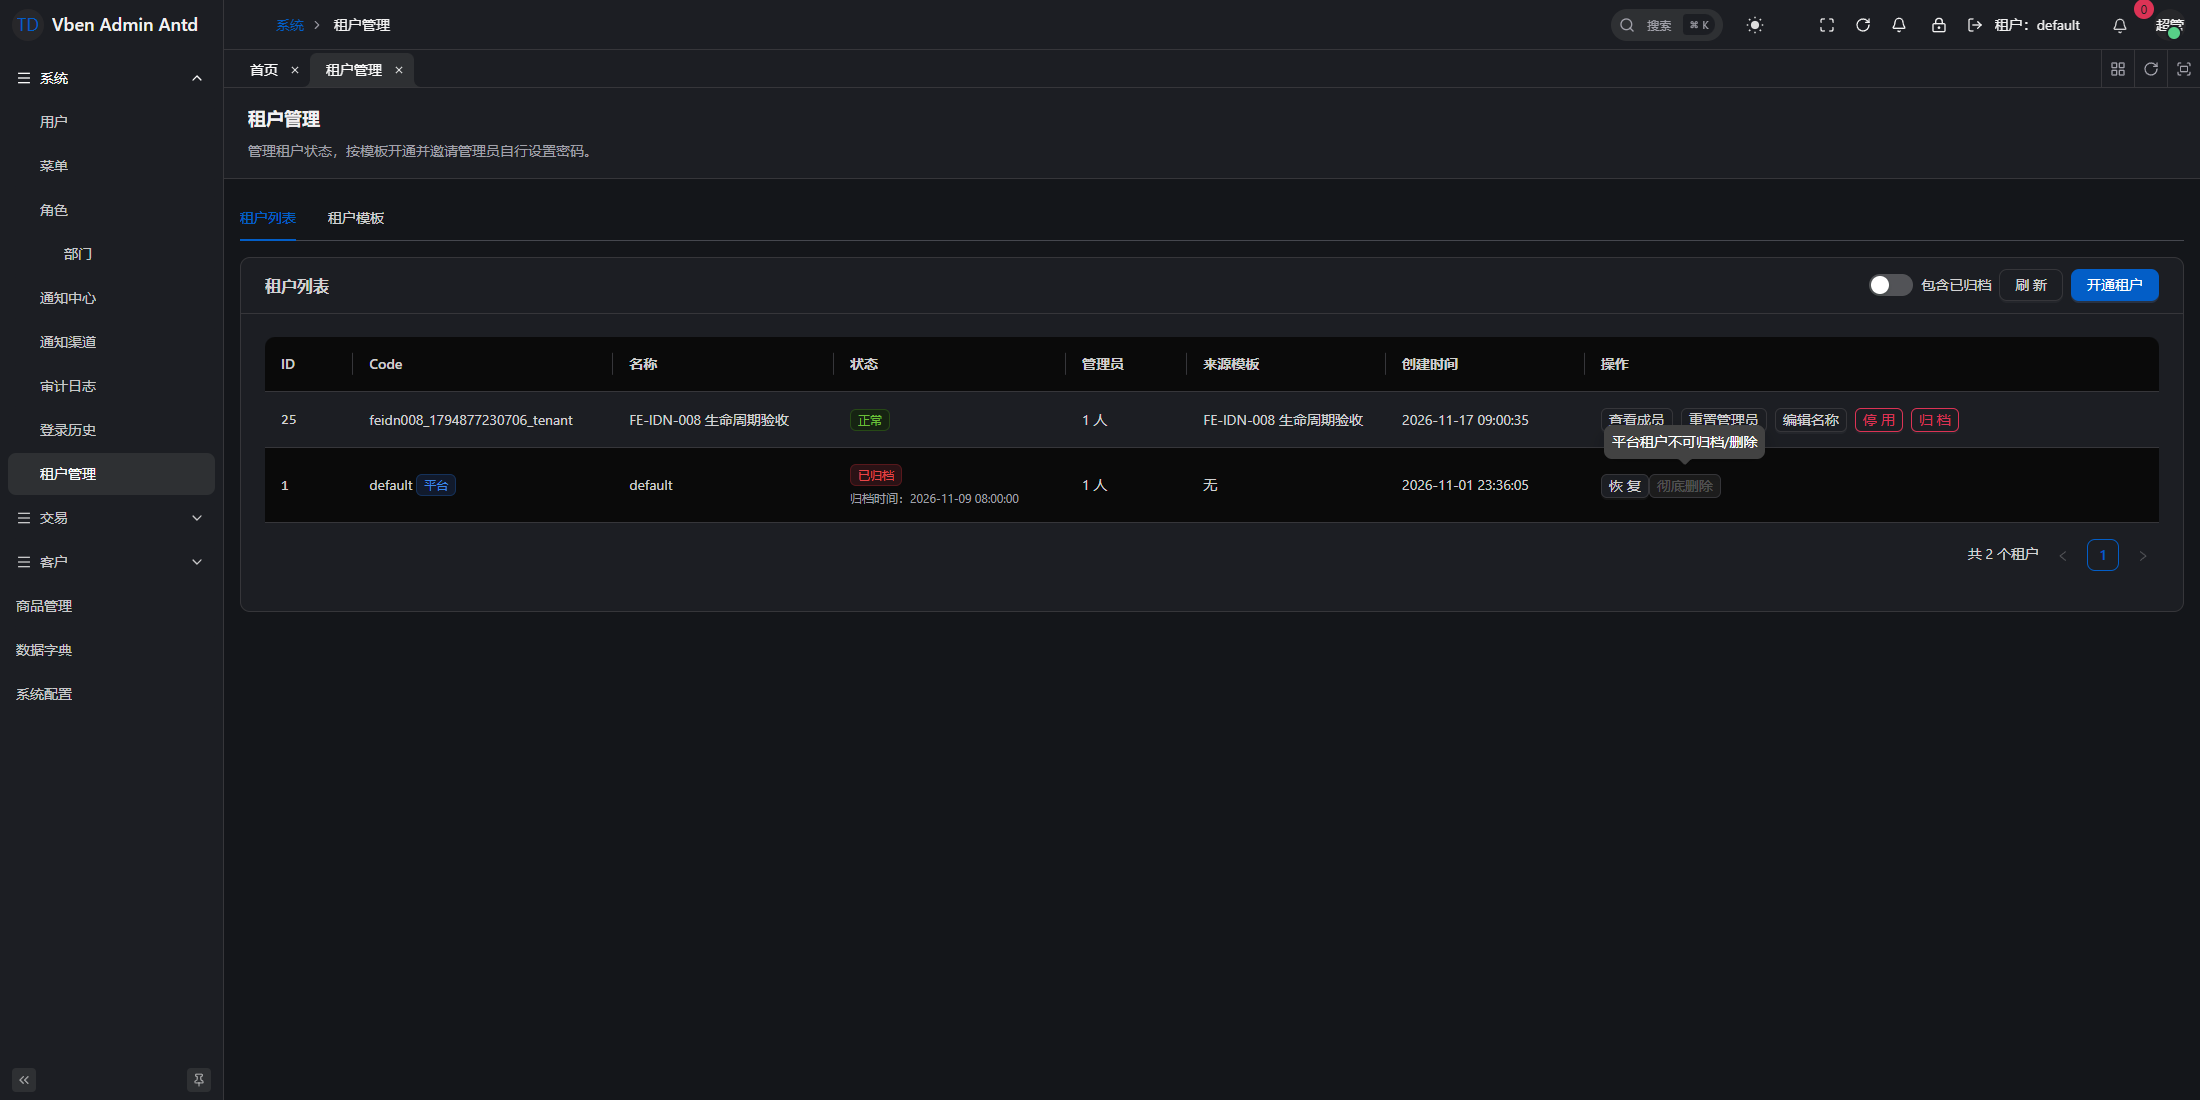 TD Vben Admin Antd
系统 > 租户管理
搜索 ⌘ K
租户：default
0
超管
首页 ×
租户管理 ×
系统
用户
菜单
角色
部门
通知中心
通知渠道
审计日志
登录历史
租户管理
交易
客户
商品管理
数据字典
系统配置
租户管理
管理租户状态，按模板开通并邀请管理员自行设置密码。
租户列表 租户模板
租户列表
包含已归档 刷 新 开通租户
ID Code 名称 状态 管理员 来源模板 创建时间 操作
25 feidn008_1794877230706_tenant FE-IDN-008 生命周期验收 正常 1 人 FE-IDN-008 生命周期验收 2026-11-17 09:00:35 查看成员 重置管理员 编辑名称 停 用 归 档
平台租户不可归档/删除
1 default 平台 default 已归档 1 人 无 2026-11-01 23:36:05 恢 复 彻底删除
归档时间：2026-11-09 08:00:00
共 2 个租户 < 1 >